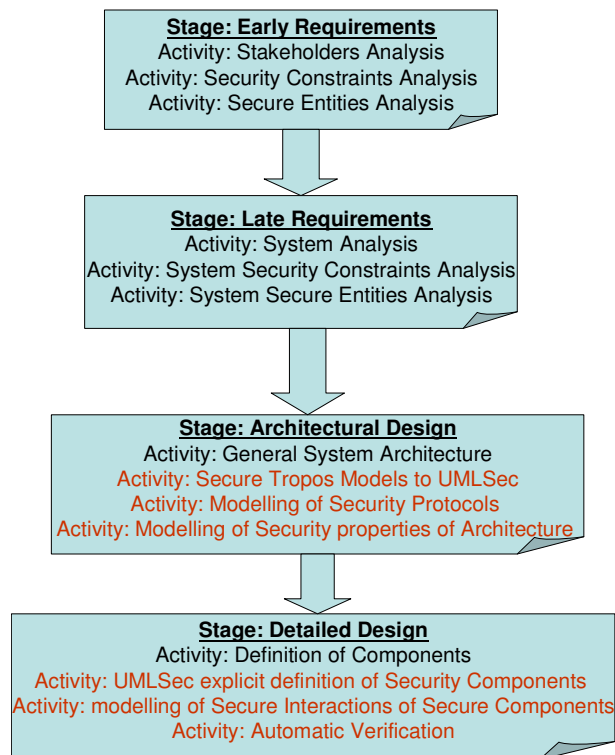 Stage: Early Requirements
Activity: Stakeholders Analysis
Activity: Security Constraints Analysis
Activity: Secure Entities Analysis
Stage: Late Requirements
Activity: System Analysis
Activity: System Security Constraints Analysis
Activity: System Secure Entities Analysis
Stage: Architectural Design
Activity: General System Architecture
Activity: Secure Tropos Models to UMLSec
Activity: Modelling of Security Protocols
Activity: Modelling of Security properties of Architecture
Stage: Detailed Design
Activity: Definition of Components
Activity: UMLSec explicit definition of Security Components
Activity: modelling of Secure Interactions of Secure Components
Activity: Automatic Verification